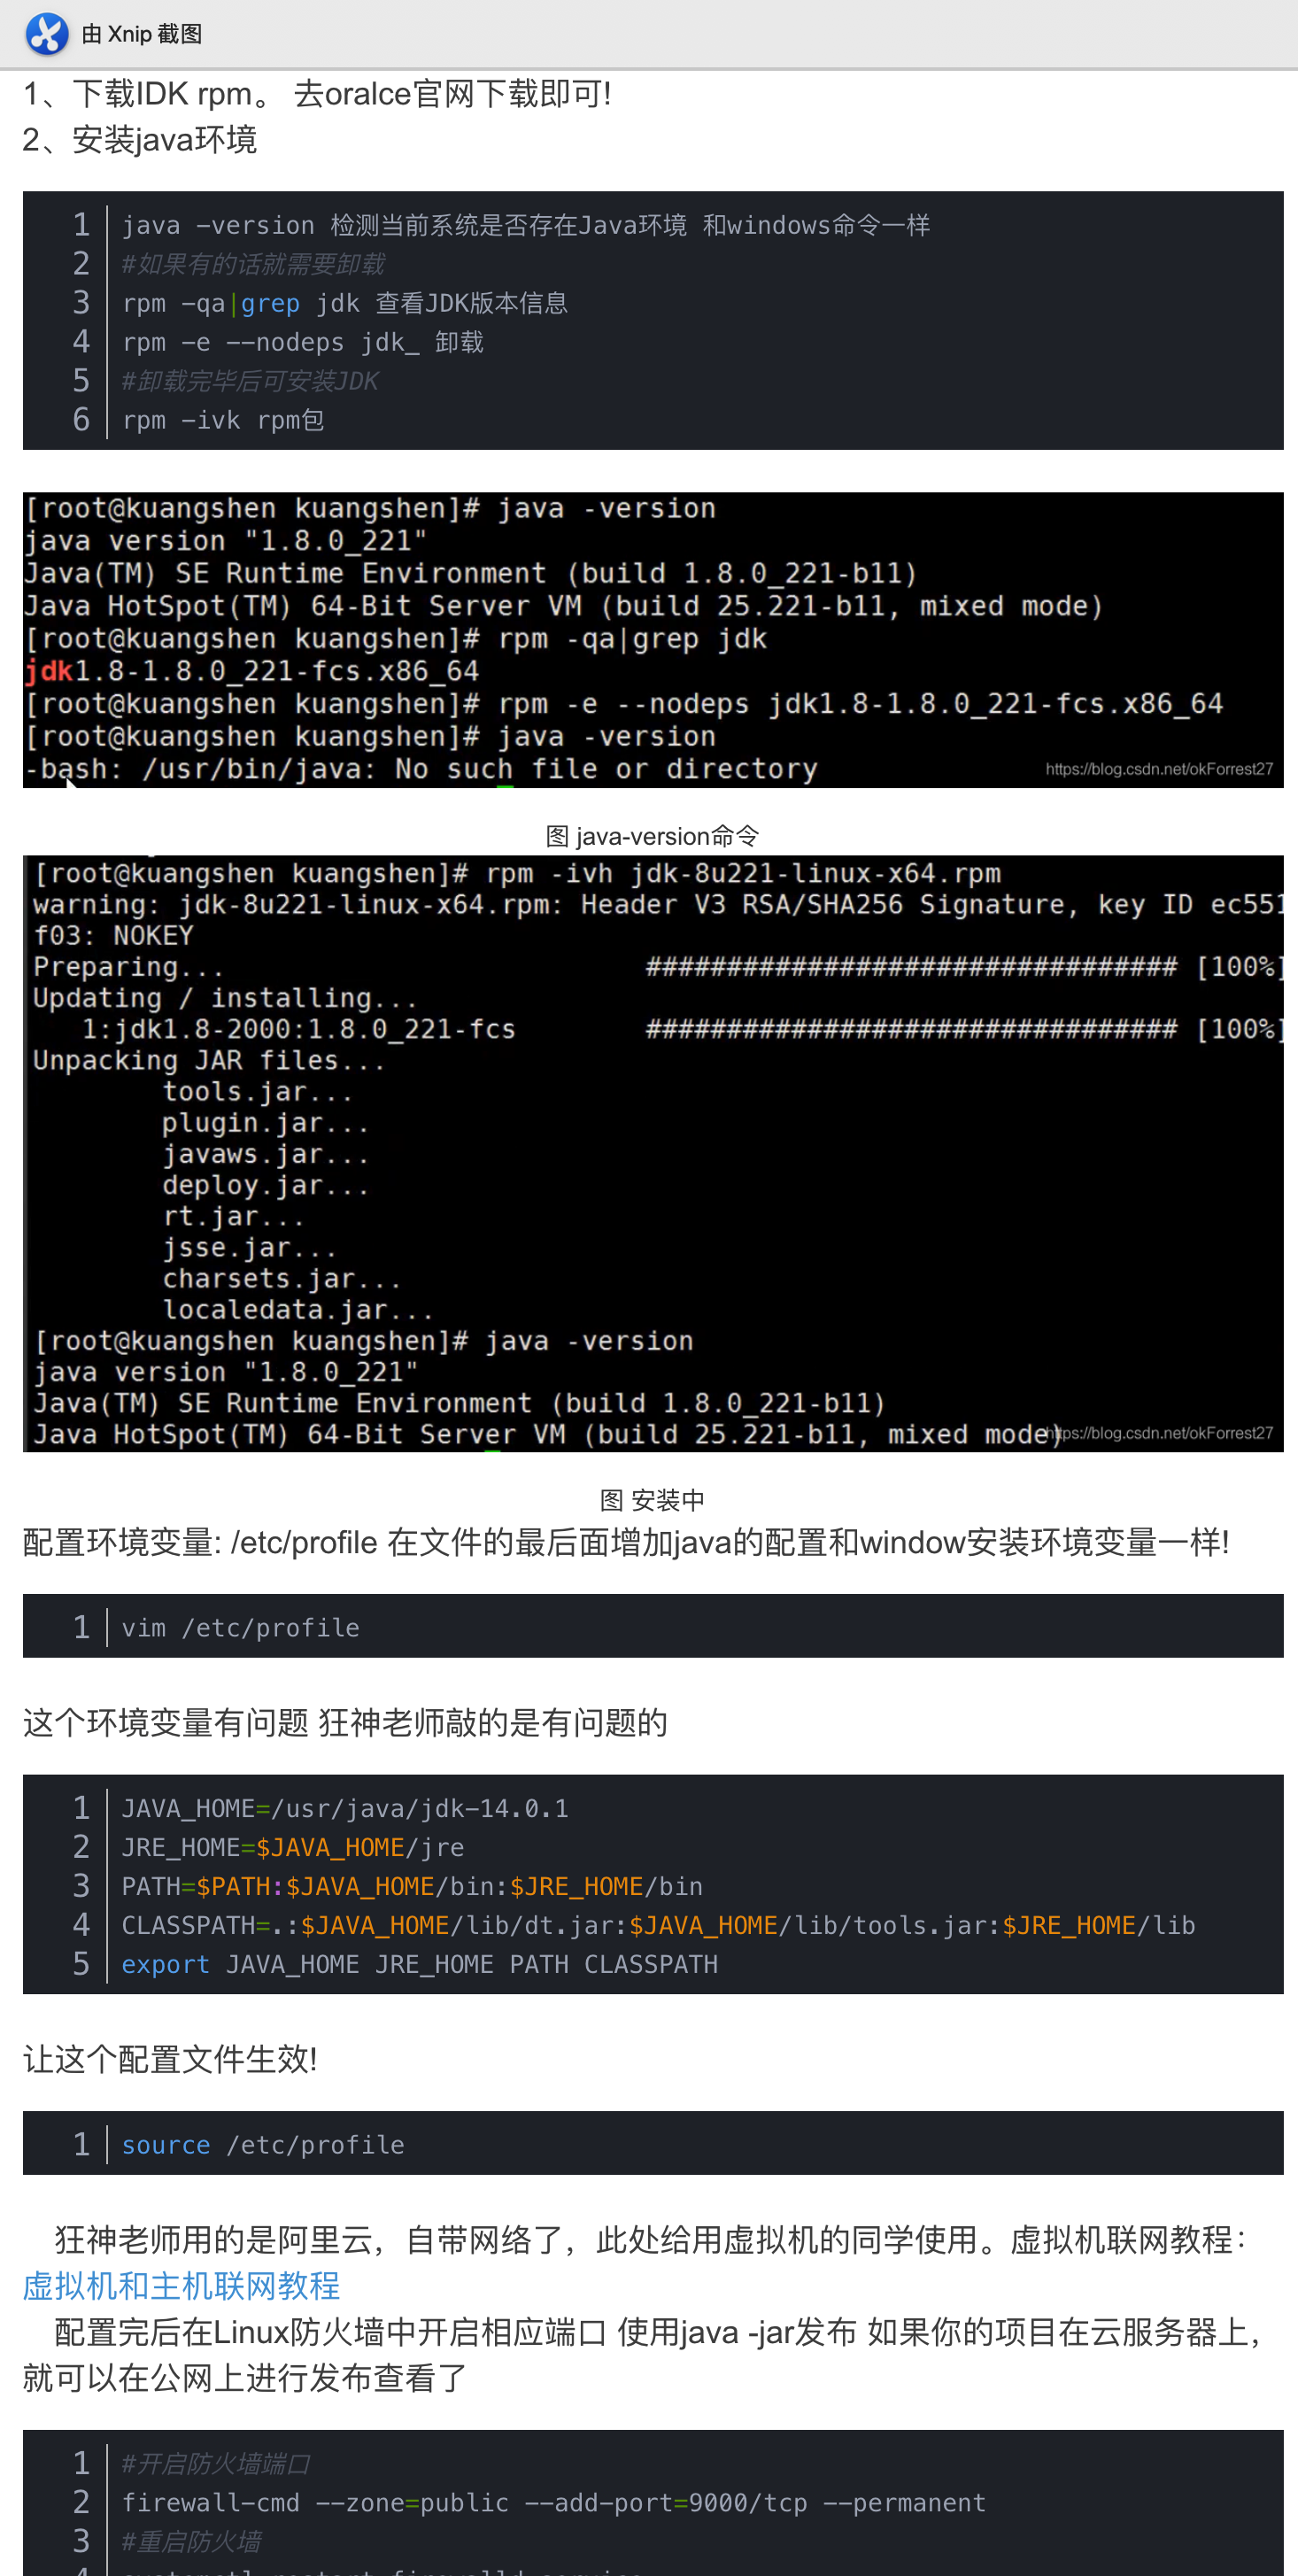 由 Xnip 截图
1、下载IDK rpm。 去oralce官网下载即可!
2、安装java环境
1 java -version 检测当前系统是否存在Java环境 和windows命令一样
2 #如果有的话就需要卸载
3 rpm -qa|grep jdk 查看JDK版本信息
4 rpm -e --nodeps jdk_ 卸载
5 #卸载完毕后可安装JDK
6 rpm -ivk rpm包
[root@kuangshen kuangshen]# java -version
java version "1.8.0_221"
Java(TM) SE Runtime Environment (build 1.8.0_221-b11)
Java HotSpot(TM) 64-Bit Server VM (build 25.221-b11, mixed mode)
[root@kuangshen kuangshen]# rpm -qa|grep jdk
jdk1.8-1.8.0_221-fcs.x86_64
[root@kuangshen kuangshen]# rpm -e --nodeps jdk1.8-1.8.0_221-fcs.x86_64
[root@kuangshen kuangshen]# java -version
-bash: /usr/bin/java: No such file or directory
https://blog.csdn.net/okForrest27
图 java-version命令
[root@kuangshen kuangshen]# rpm -ivh jdk-8u221-linux-x64.rpm
warning: jdk-8u221-linux-x64.rpm: Header V3 RSA/SHA256 Signature, key ID ec551
f03: NOKEY
Preparing... ################################# [100%]
Updating / installing...
1:jdk1.8-2000:1.8.0_221-fcs ################################# [100%]
Unpacking JAR files...
tools.jar...
plugin.jar...
javaws.jar...
deploy.jar...
rt.jar...
jsse.jar...
charsets.jar...
localedata.jar...
[root@kuangshen kuangshen]# java -version
java version "1.8.0_221"
Java(TM) SE Runtime Environment (build 1.8.0_221-b11)
Java HotSpot(TM) 64-Bit Server VM (build 25.221-b11, mixed mode)
https://blog.csdn.net/okForrest27
图 安装中
配置环境变量: /etc/profile 在文件的最后面增加java的配置和window安装环境变量一样!
1 vim /etc/profile
这个环境变量有问题 狂神老师敲的是有问题的
1 JAVA_HOME=/usr/java/jdk-14.0.1
2 JRE_HOME=$JAVA_HOME/jre
3 PATH=$PATH:$JAVA_HOME/bin:$JRE_HOME/bin
4 CLASSPATH=.:$JAVA_HOME/lib/dt.jar:$JAVA_HOME/lib/tools.jar:$JRE_HOME/lib
5 export JAVA_HOME JRE_HOME PATH CLASSPATH
让这个配置文件生效!
1 source /etc/profile
狂神老师用的是阿里云，自带网络了，此处给用虚拟机的同学使用。虚拟机联网教程：
虚拟机和主机联网教程
配置完后在Linux防火墙中开启相应端口 使用java -jar发布 如果你的项目在云服务器上，
就可以在公网上进行发布查看了
1 #开启防火墙端口
2 firewall-cmd --zone=public --add-port=9000/tcp --permanent
3 #重启防火墙